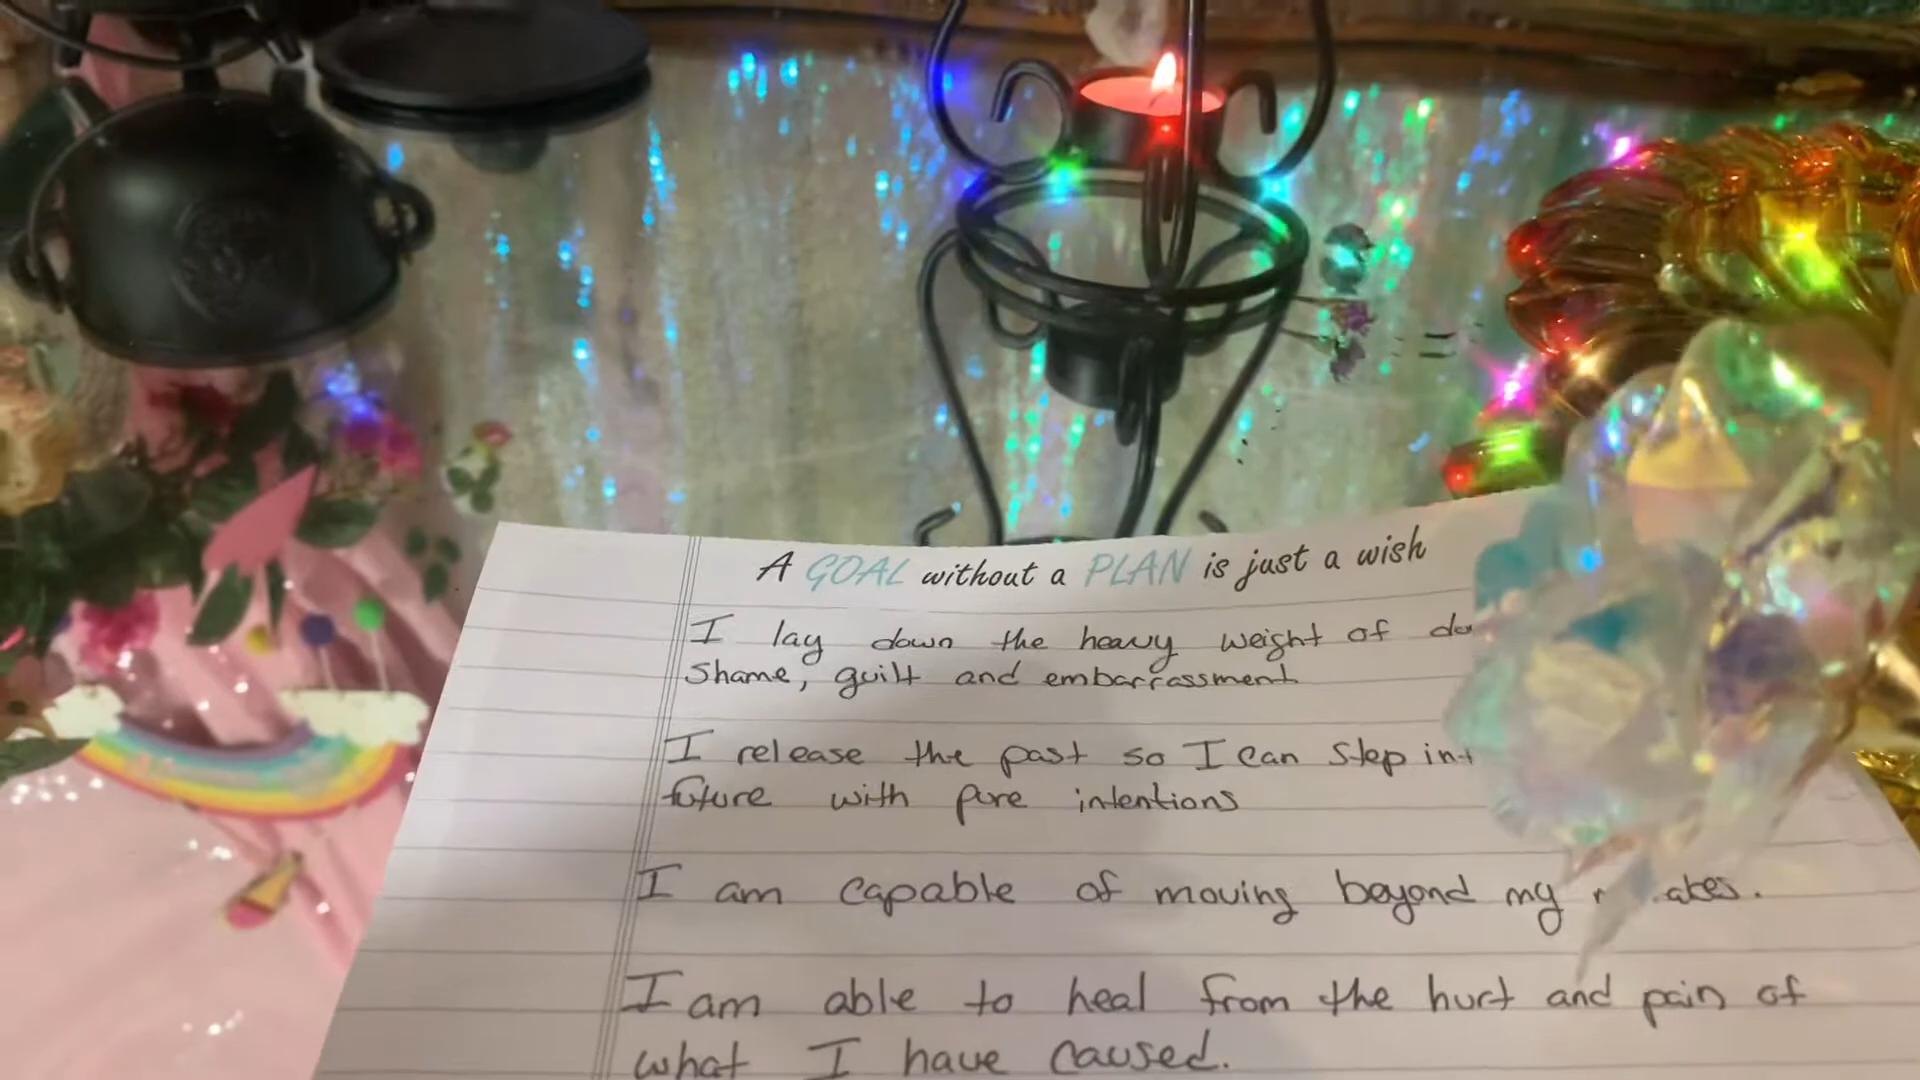 A GOAL without a PLAN is just a wish
I lay down the heavy weight of
Shame, guilt and embarrassment
I release the past so I can step
future with pure intentions
I am capable of moving beyond my
I am able to heal from the hurt and pain of
what I have caused.